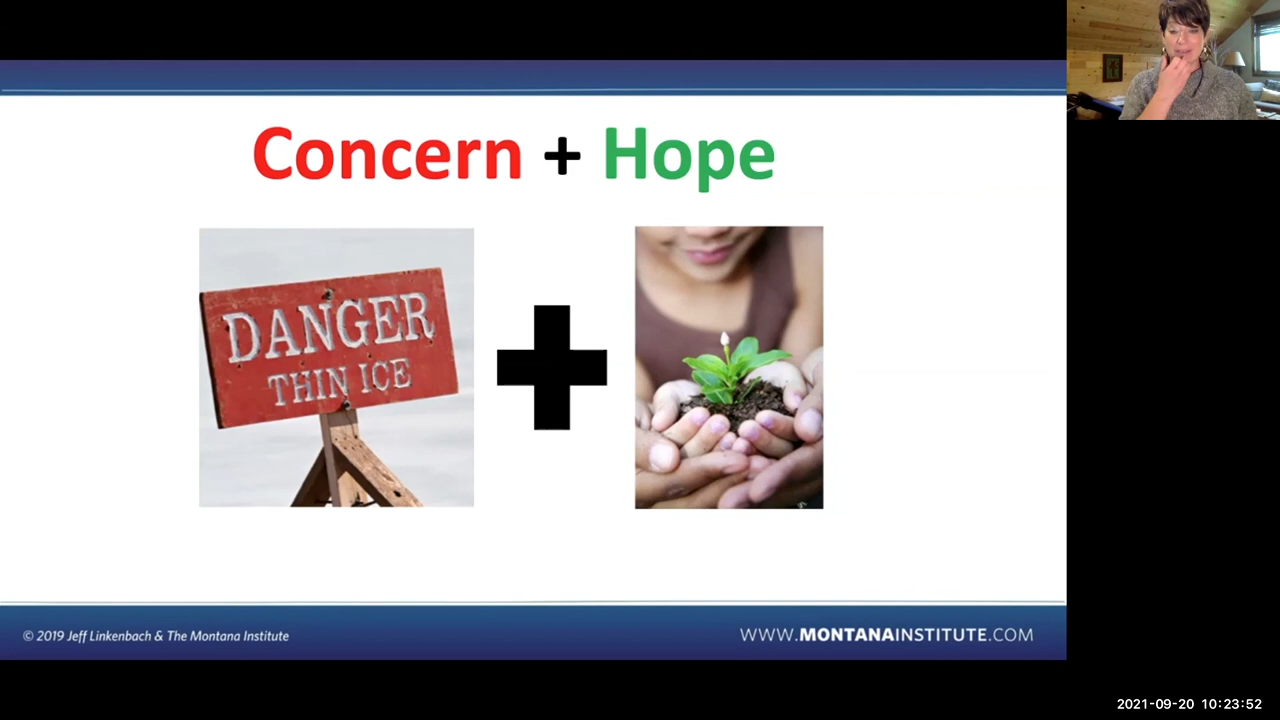 Concern + Hope
DANGER
THIN ICE
© 2019 Jeff Linkenbach & The Montana Institute
WWW.MONTANAINSTITUTE.COM
2021-09-20 10:23:52